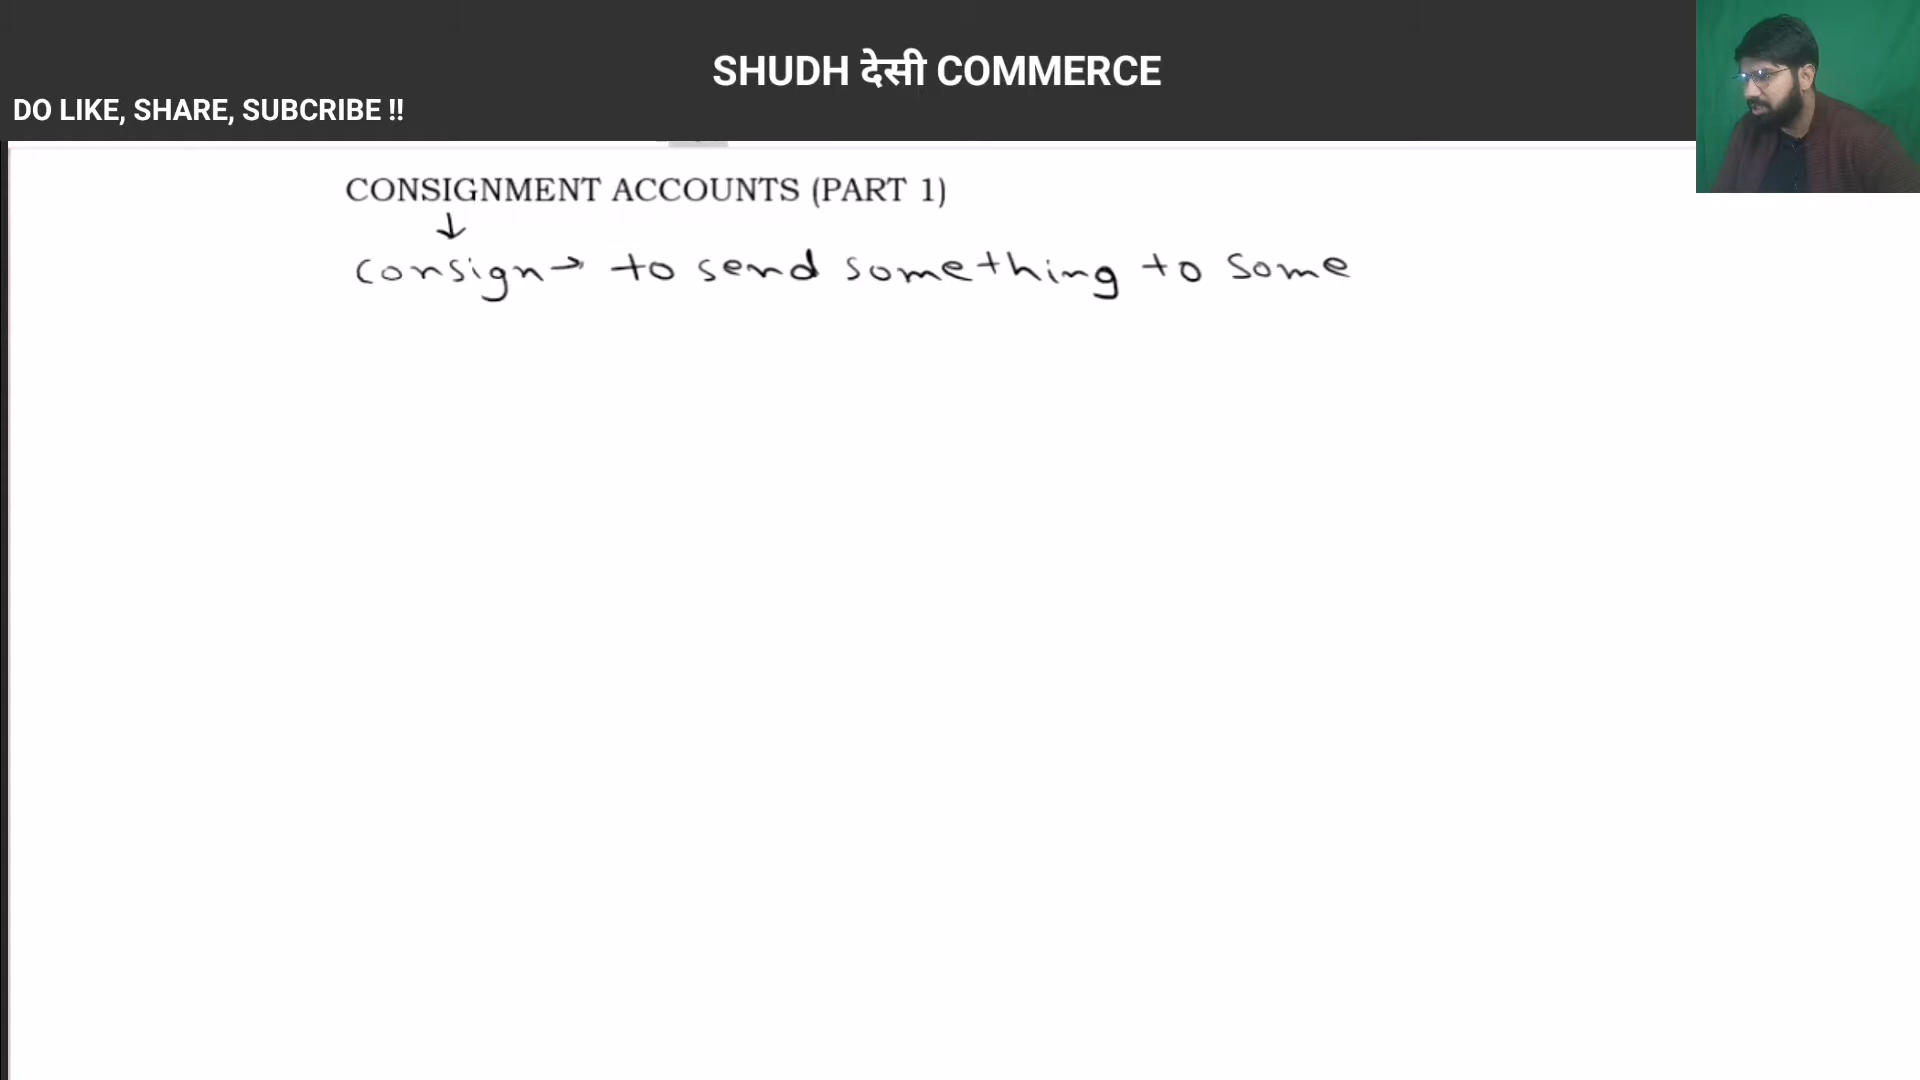 SHUDH देसी COMMERCE
DO LIKE, SHARE, SUBCRIBE !!
CONSIGNMENT ACCOUNTS (PART 1)
↓
consign → to send something to some